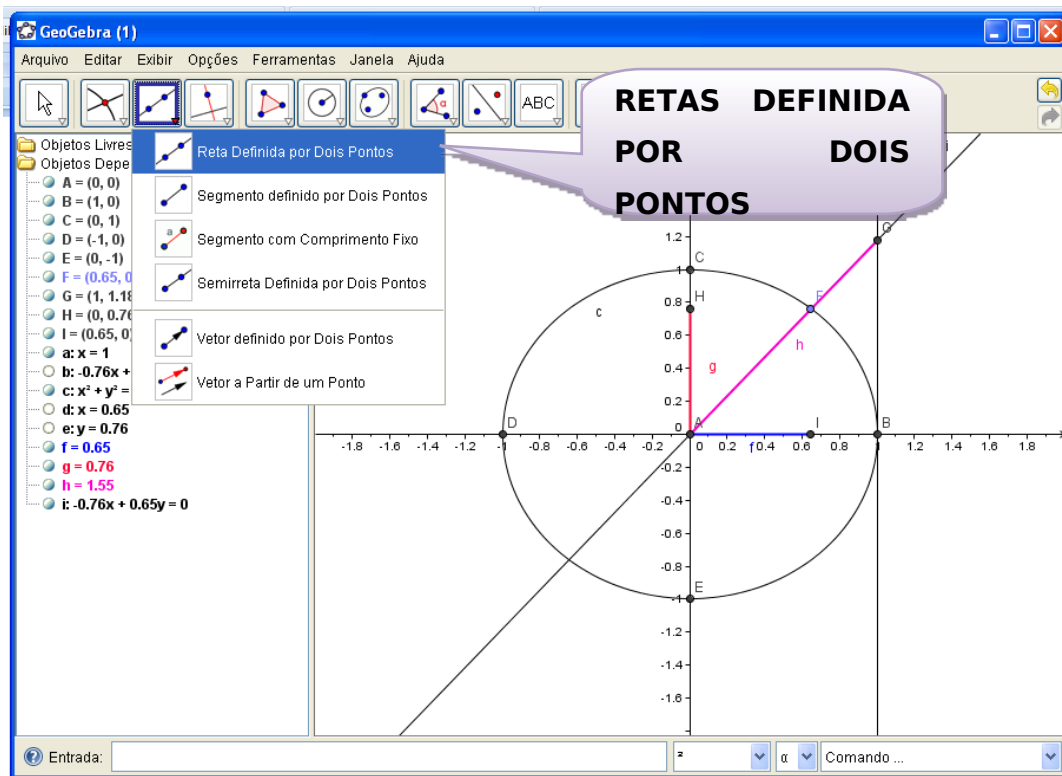 GeoGebra (1)
Arquivo Editar Exibir Opções Ferramentas Janela Ajuda
ABC
α
RETAS DEFINIDA
POR DOIS
PONTOS
Objetos Livres
Objetos Depe
A = (0, 0)
B = (1, 0)
C = (0, 1)
D = (-1, 0)
E = (0, -1)
F = (0.65, 0
G = (1, 1.18
H = (0, 0.76
I = (0.65, 0)
a: x = 1
b: -0.76x +
c: x² + y² =
d: x = 0.65
e: y = 0.76
f = 0.65
g = 0.76
h = 1.55
i: -0.76x + 0.65y = 0
Reta Definida por Dois Pontos
Segmento definido por Dois Pontos
a
Segmento com Comprimento Fixo
Semirreta Definida por Dois Pontos
Vetor definido por Dois Pontos
Vetor a Partir de um Ponto
i
G
1.2
C
1
H
0.8
F
c
0.6
h
0.4
g
0.2
D
0
A
I
B
-1.8 -1.6 -1.4 -1.2 -1 -0.8 -0.6 -0.4 -0.2 0 0.2 0.4 0.6 0.8 1 1.2 1.4 1.6 1.8
f
-0.2
-0.4
-0.6
-0.8
E
-1
-1.2
-1.4
-1.6
Entrada:
²
α
Comando ...